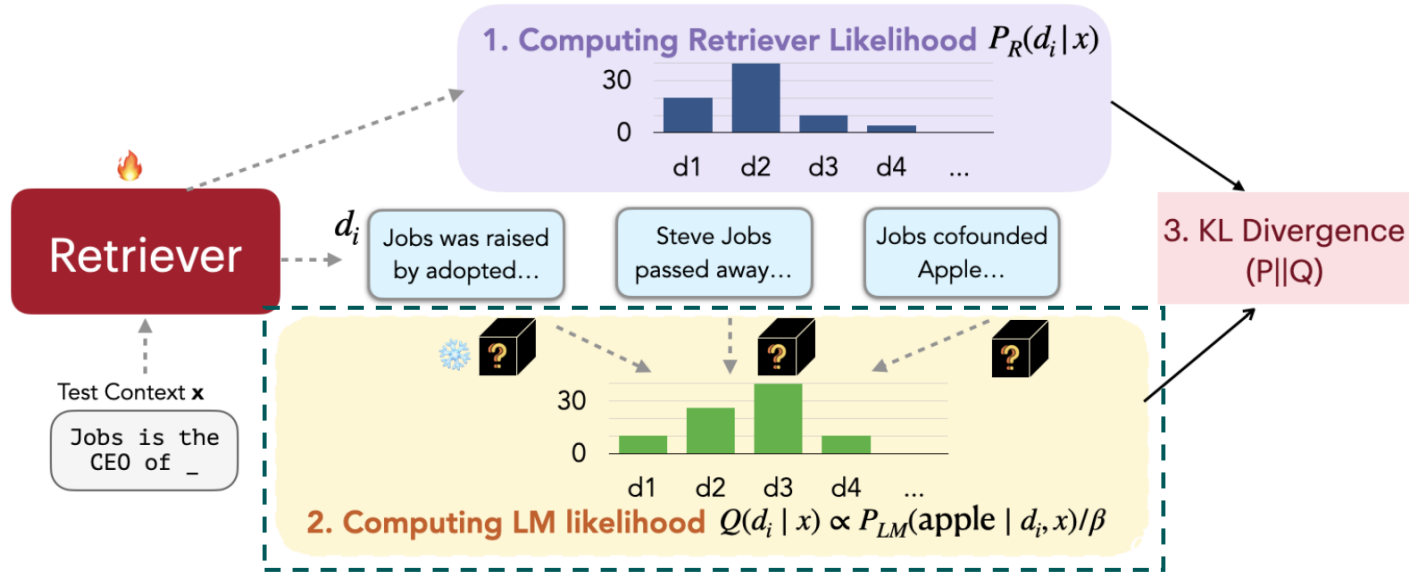 1. Computing Retriever Likelihood P_R(d_i|x)
30
0
d1 d2 d3 d4 ...
Retriever
d_i
Jobs was raised
by adopted...
Steve Jobs
passed away...
Jobs cofounded
Apple...
3. KL Divergence
(P||Q)
Test Context x
Jobs is the
CEO of _
?
?
?
30
0
d1 d2 d3 d4 ...
2. Computing LM likelihood Q(d_i | x) ∝ P_LM(apple | d_i, x)/β